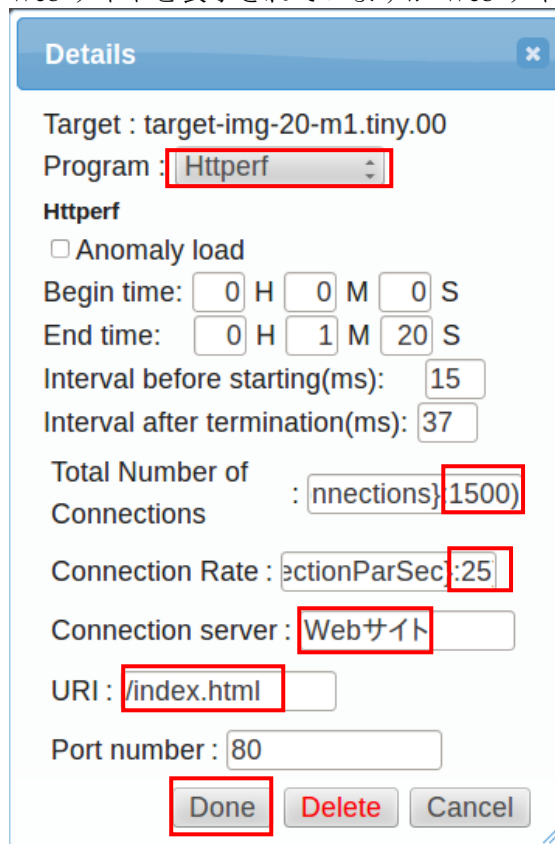 Details
Target : target-img-20-m1.tiny.00
Program : Httperf
Httperf
Anomaly load
Begin time: 0 H 0 M 0 S
End time: 0 H 1 M 20 S
Interval before starting(ms): 15
Interval after termination(ms): 37
Total Number of
Connections : nnections}:1500)
Connection Rate : ectionParSec}:25
Connection server : Webサイト
URI : /index.html
Port number : 80
Done Delete Cancel